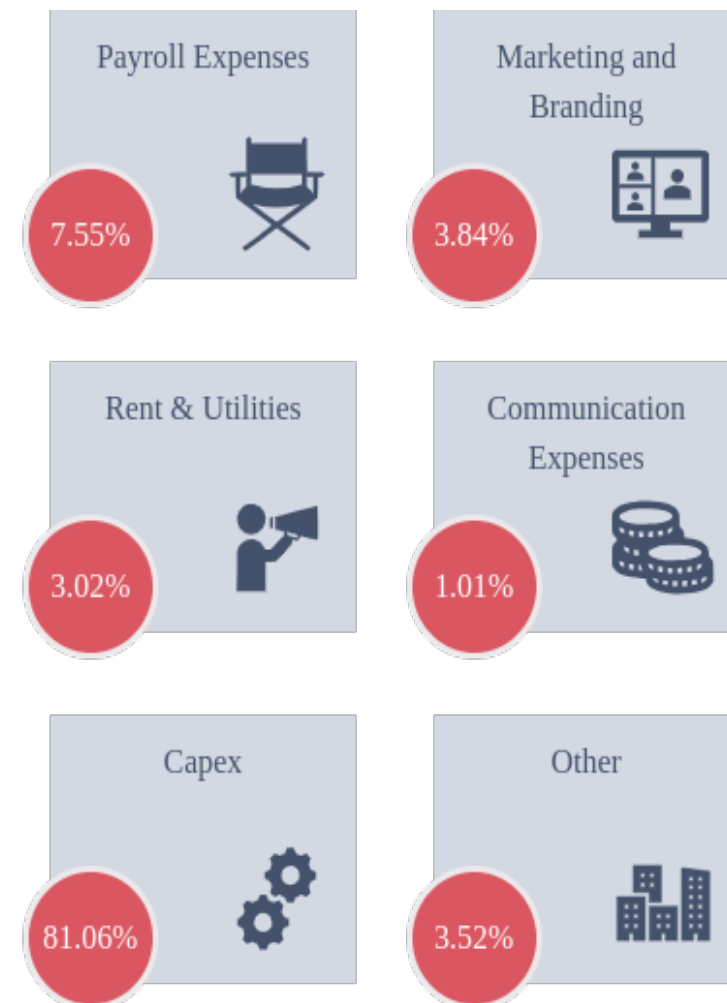 Payroll Expenses
7.55%
Marketing and
Branding
3.84%
Rent & Utilities
3.02%
Communication
Expenses
1.01%
Capex
81.06%
Other
3.52%